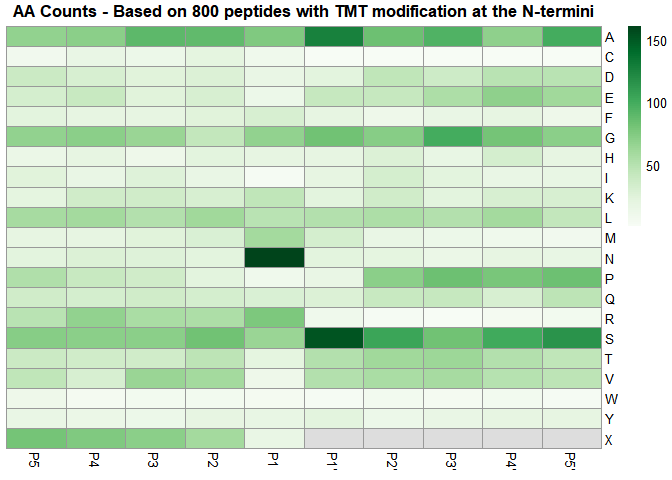 AA Counts - Based on 800 peptides with TMT modification at the N-termini
A
C
D
E
F
G
H
I
K
L
M
N
P
Q
R
S
T
V
W
Y
X
P5
P4
P3
P2
P1
P1'
P2'
P3'
P4'
P5'
150
100
50